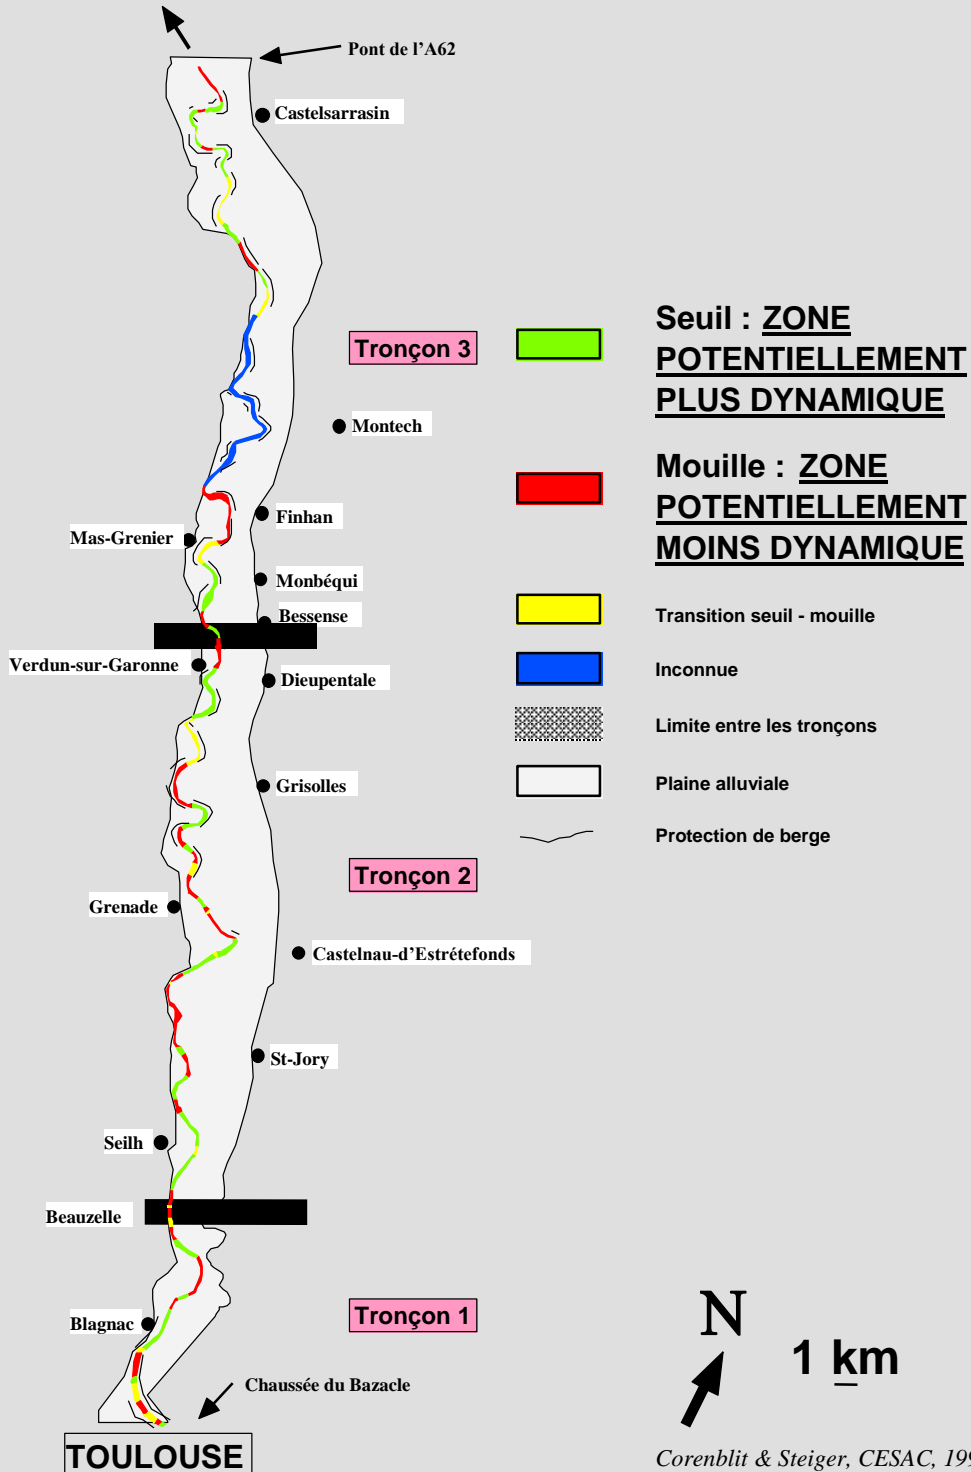 Pont de l'A62
Castelsarrasin
Tronçon 3
Montech
Finhan
Mas-Grenier
Monbéqui
Bessense
Verdun-sur-Garonne
Dieupentale
Grisolles
Tronçon 2
Grenade
Castelnau-d'Estrétefonds
St-Jory
Seilh
Beauzelle
Tronçon 1
Blagnac
Chaussée du Bazacle
TOULOUSE
Seuil : ZONE
POTENTIELLEMENT
PLUS DYNAMIQUE
Mouille : ZONE
POTENTIELLEMENT
MOINS DYNAMIQUE
Transition seuil - mouille
Inconnue
Limite entre les tronçons
Plaine alluviale
Protection de berge
N
1 km
Corenblit & Steiger, CESAC, 199